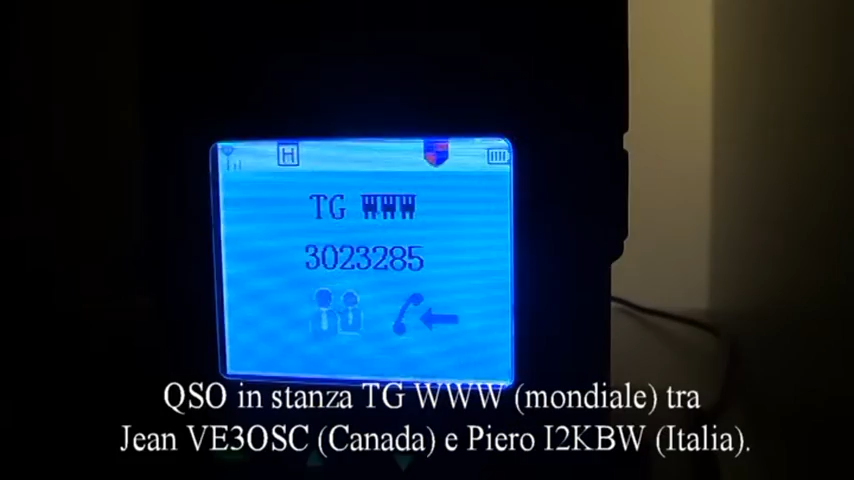 H
TG WWW
3023285
QSO in stanza TG WWW (mondiale) tra
Jean VE3OSC (Canada) e Piero I2KBW (Italia).